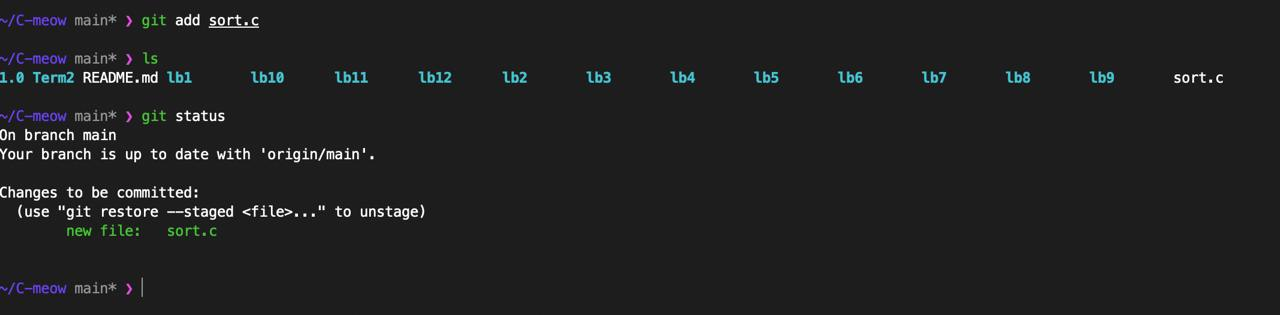 ~/C-meow main* ❯ git add sort.c
~/C-meow main* ❯ ls
1.0 Term2 README.md lb1 lb10 lb11 lb12 lb2 lb3 lb4 lb5 lb6 lb7 lb8 lb9 sort.c
~/C-meow main* ❯ git status
On branch main
Your branch is up to date with 'origin/main'.
Changes to be committed:
(use "git restore --staged <file>..." to unstage)
new file: sort.c
~/C-meow main* ❯